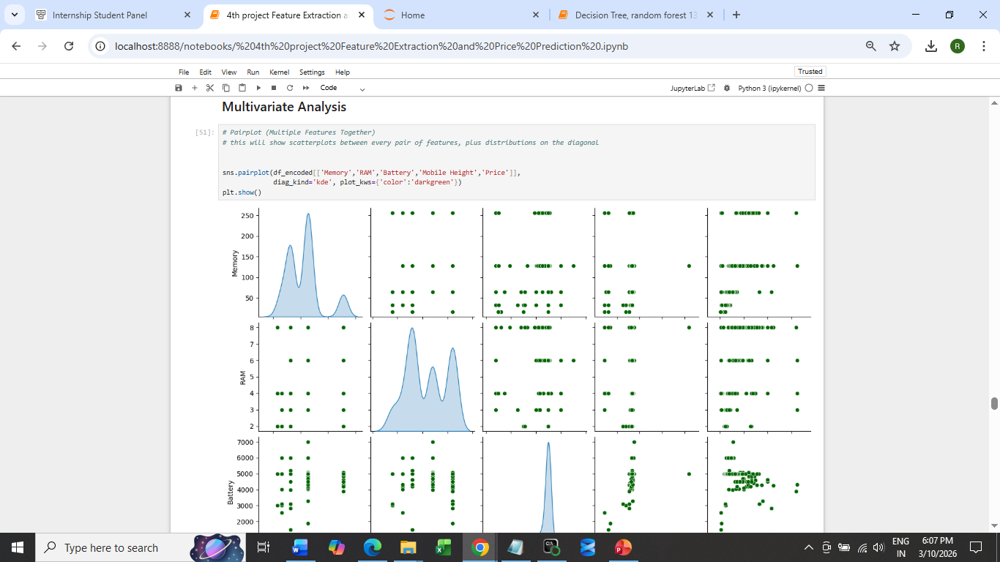 Internship Student Panel
4th project Feature Extraction a
Home
Decision Tree, random forest 13
localhost:8888/notebooks/%204th%20project%20Feature%20Extraction%20and%20Price%20Prediction%20.ipynb
R
File Edit View Run Kernel Settings Help
Trusted
Code
JupyterLab
Python 3 (ipykernel)
Multivariate Analysis
[51]:
# Pairplot (Multiple Features Together)
# this will show scatterplots between every pair of features, plus distributions on the diagonal
sns.pairplot(df_encoded[['Memory','RAM','Battery','Mobile Height','Price']],
diag_kind='kde', plot_kws={'color':'darkgreen'})
plt.show()
250
200
150
100
50
Memory
8
7
6
5
4
3
2
RAM
7000
6000
5000
4000
3000
2000
Battery
Type here to search
ENG
IN
6:07 PM
3/10/2026